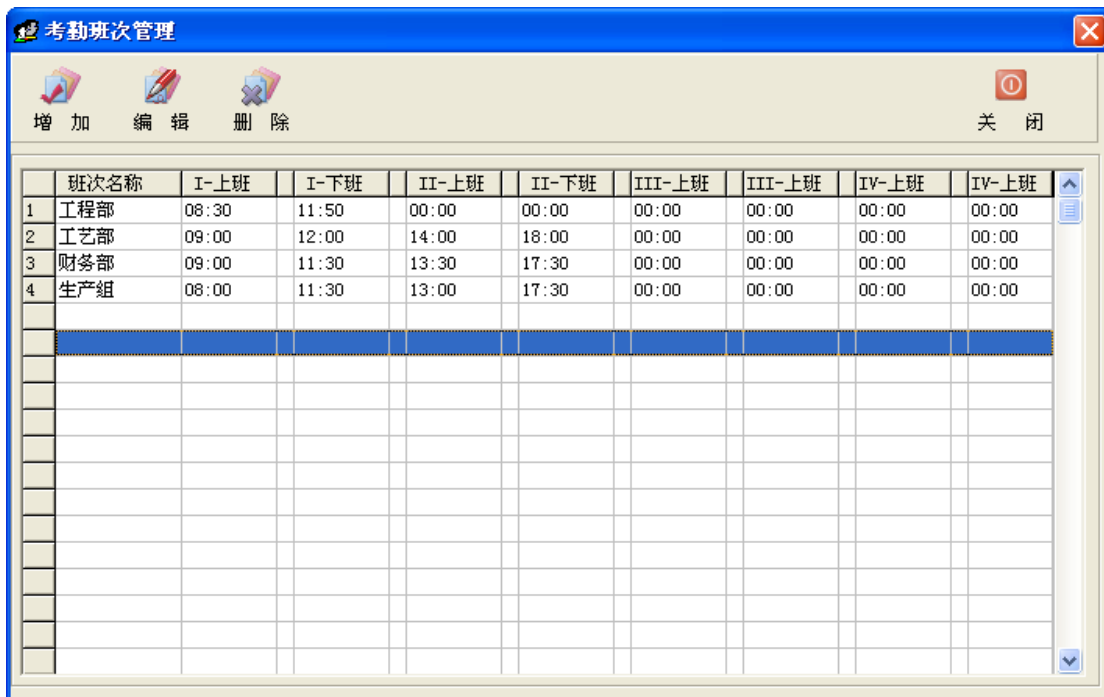 考勤班次管理
增 加 编 辑 删 除 关 闭
班次名称 I-上班 I-下班 II-上班 II-下班 III-上班 III-上班 IV-上班 IV-上班
1 工程部 08:30 11:50 00:00 00:00 00:00 00:00 00:00 00:00
2 工艺部 09:00 12:00 14:00 18:00 00:00 00:00 00:00 00:00
3 财务部 09:00 11:30 13:30 17:30 00:00 00:00 00:00 00:00
4 生产组 08:00 11:30 13:00 17:30 00:00 00:00 00:00 00:00